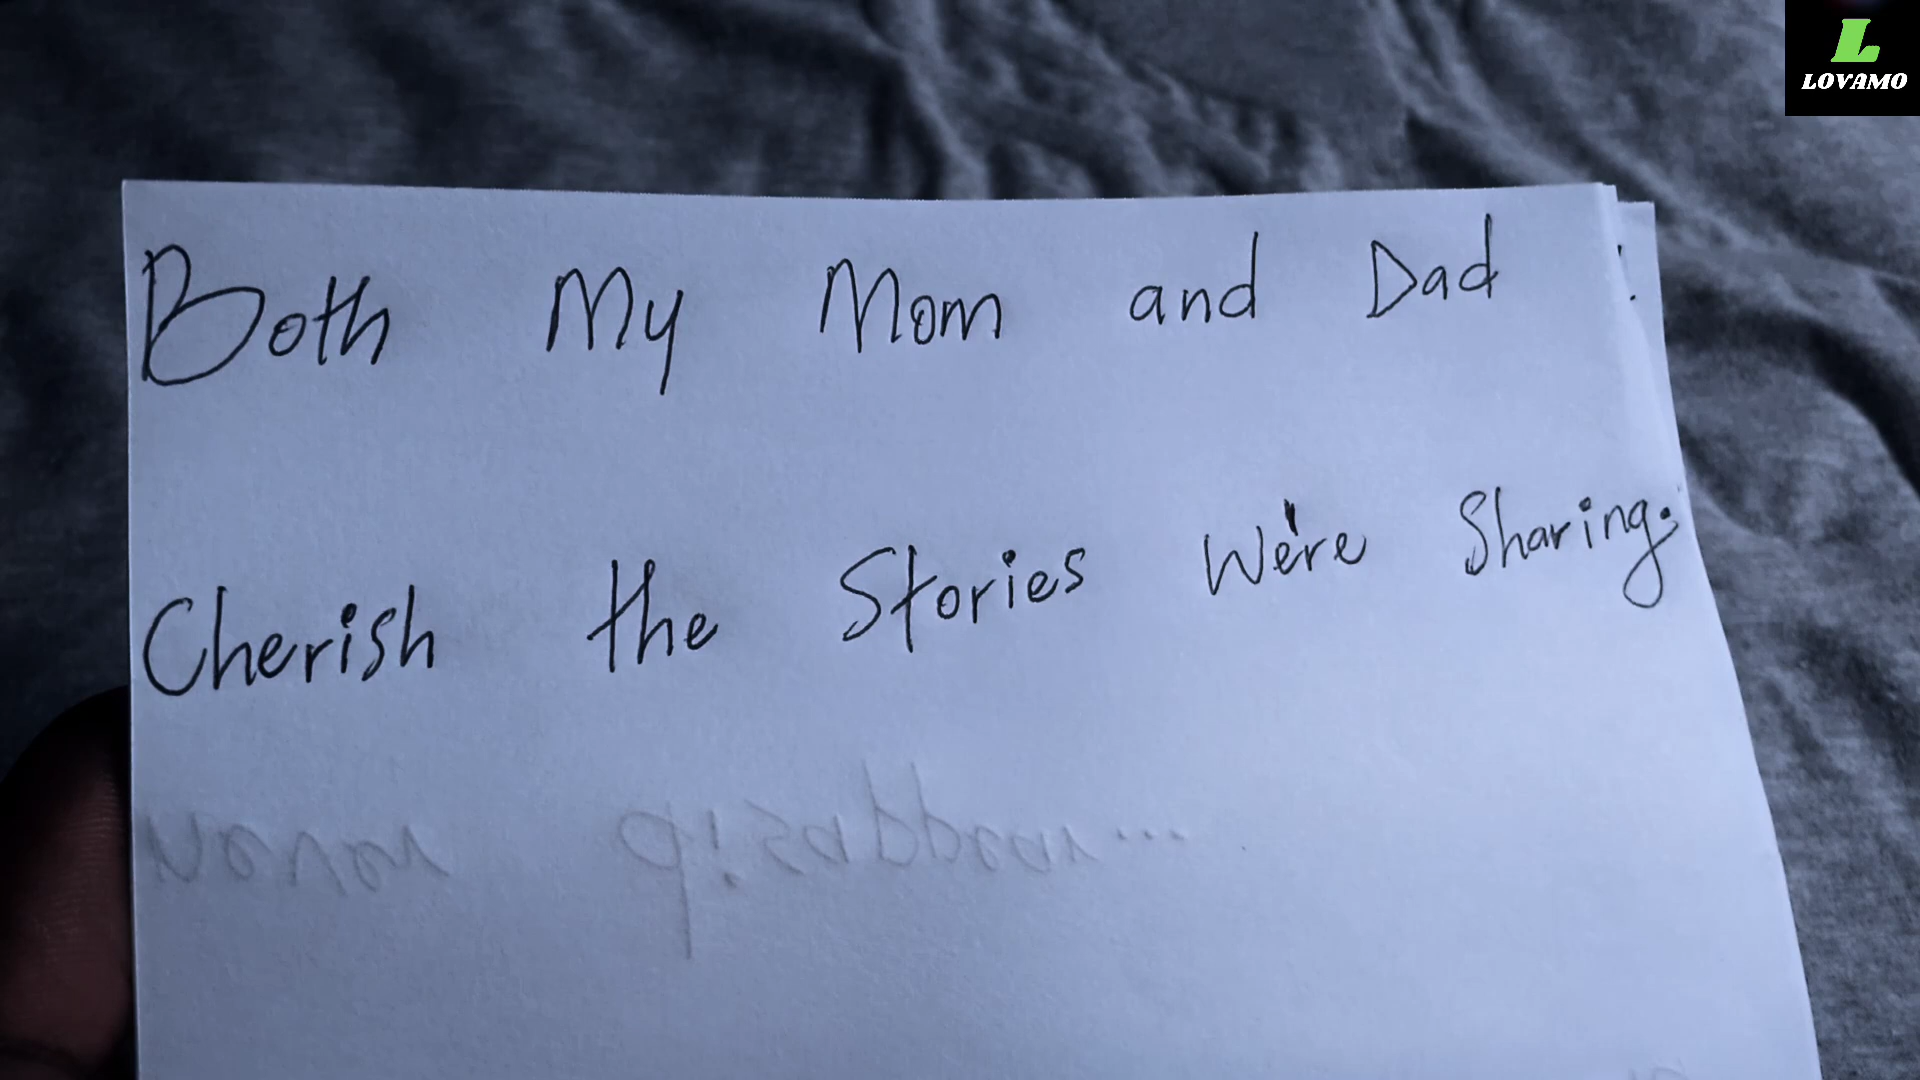 L
LOVAMO
Both My Mom and Dad
Cherish the Stories We're Sharing.